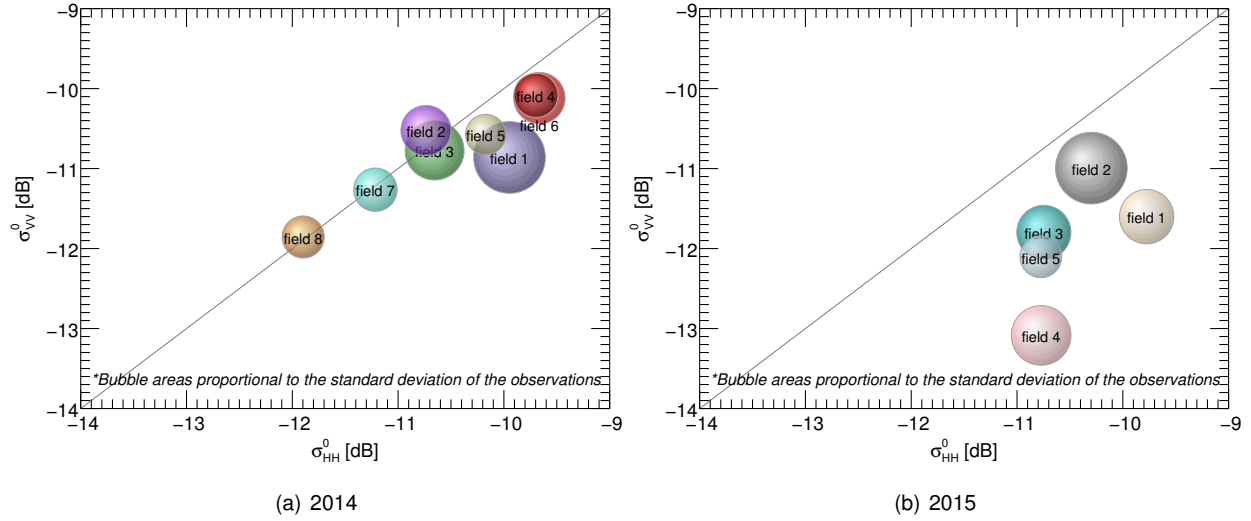 −9
−10
−11
−12
−13
−14
σ⁰VV [dB]
field 4
field 6
field 2
field 5
field 3
field 1
field 7
field 8
*Bubble areas proportional to the standard deviation of the observations
−14
−13
−12
−11
−10
−9
σ⁰HH [dB]
(a) 2014
−9
−10
−11
−12
−13
−14
σ⁰VV [dB]
field 2
field 1
field 3
field 5
field 4
*Bubble areas proportional to the standard deviation of the observations
−14
−13
−12
−11
−10
−9
σ⁰HH [dB]
(b) 2015